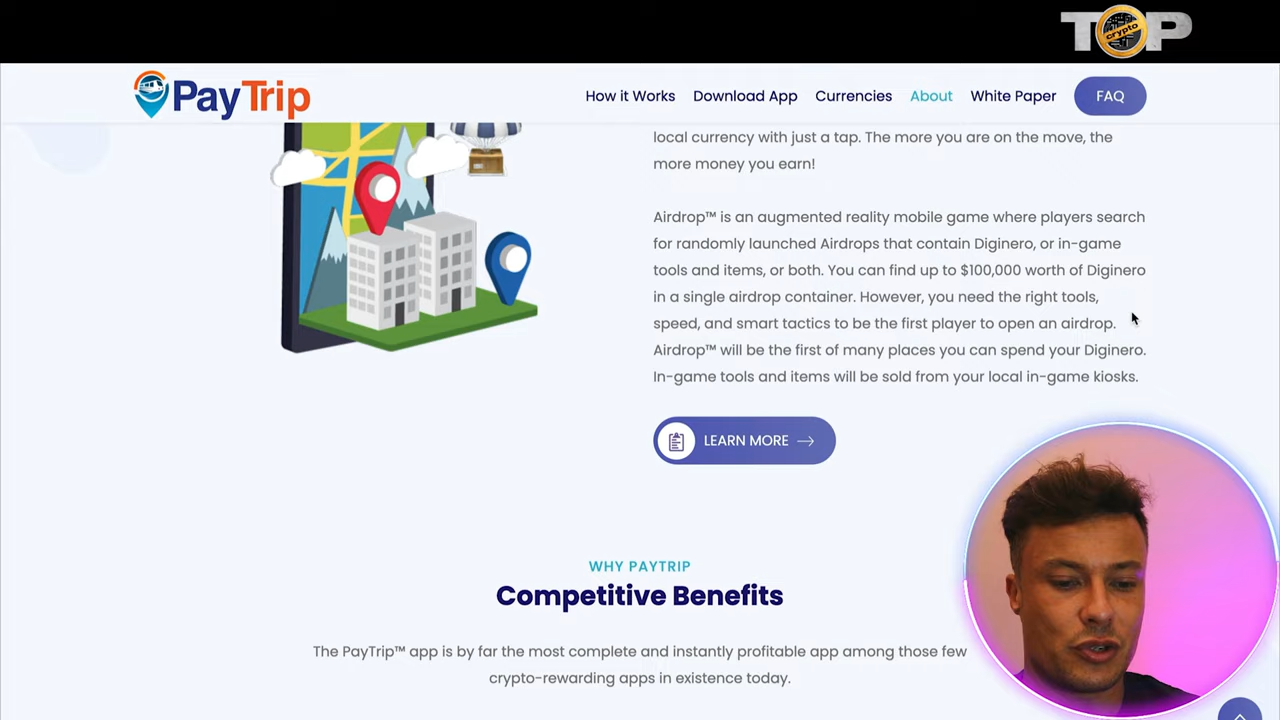 TOP
crypto
PayTrip
How it Works
Download App
Currencies
About
White Paper
FAQ
local currency with just a tap. The more you are on the move, the
more money you earn!
Airdrop™ is an augmented reality mobile game where players search
for randomly launched Airdrops that contain Diginero, or in-game
tools and items, or both. You can find up to $100,000 worth of Diginero
in a single airdrop container. However, you need the right tools,
speed, and smart tactics to be the first player to open an airdrop.
Airdrop™ will be the first of many places you can spend your Diginero.
In-game tools and items will be sold from your local in-game kiosks.
LEARN MORE
WHY PAYTRIP
Competitive Benefits
The PayTrip™ app is by far the most complete and instantly profitable app among those few
crypto-rewarding apps in existence today.